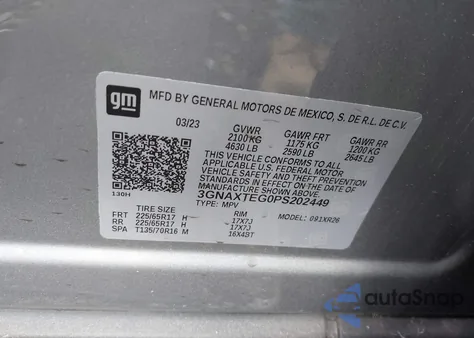 gm
MFD BY GENERAL MOTORS DE MEXICO, S. DE R.L. DE C.V.
03/23 GVWR GAWR FRT GAWR RR
2100 KG 1175 KG 1200 KG
4630 LB 2590 LB 2645 LB
THIS VEHICLE CONFORMS TO ALL
APPLICABLE U.S. FEDERAL MOTOR
VEHICLE SAFETY AND THEFT PREVENTION
STANDARDS IN EFFECT ON THE DATE OF
MANUFACTURE SHOWN ABOVE.
130H
3GNAXTEG0PS202449
TYPE: MPV
TIRE SIZE RIM MODEL: 091XR26
FRT 225/65R17 H 17X7J
RR 225/65R17 H 17X7J
SPA T135/70R16 M 16X4BT
autoSnap